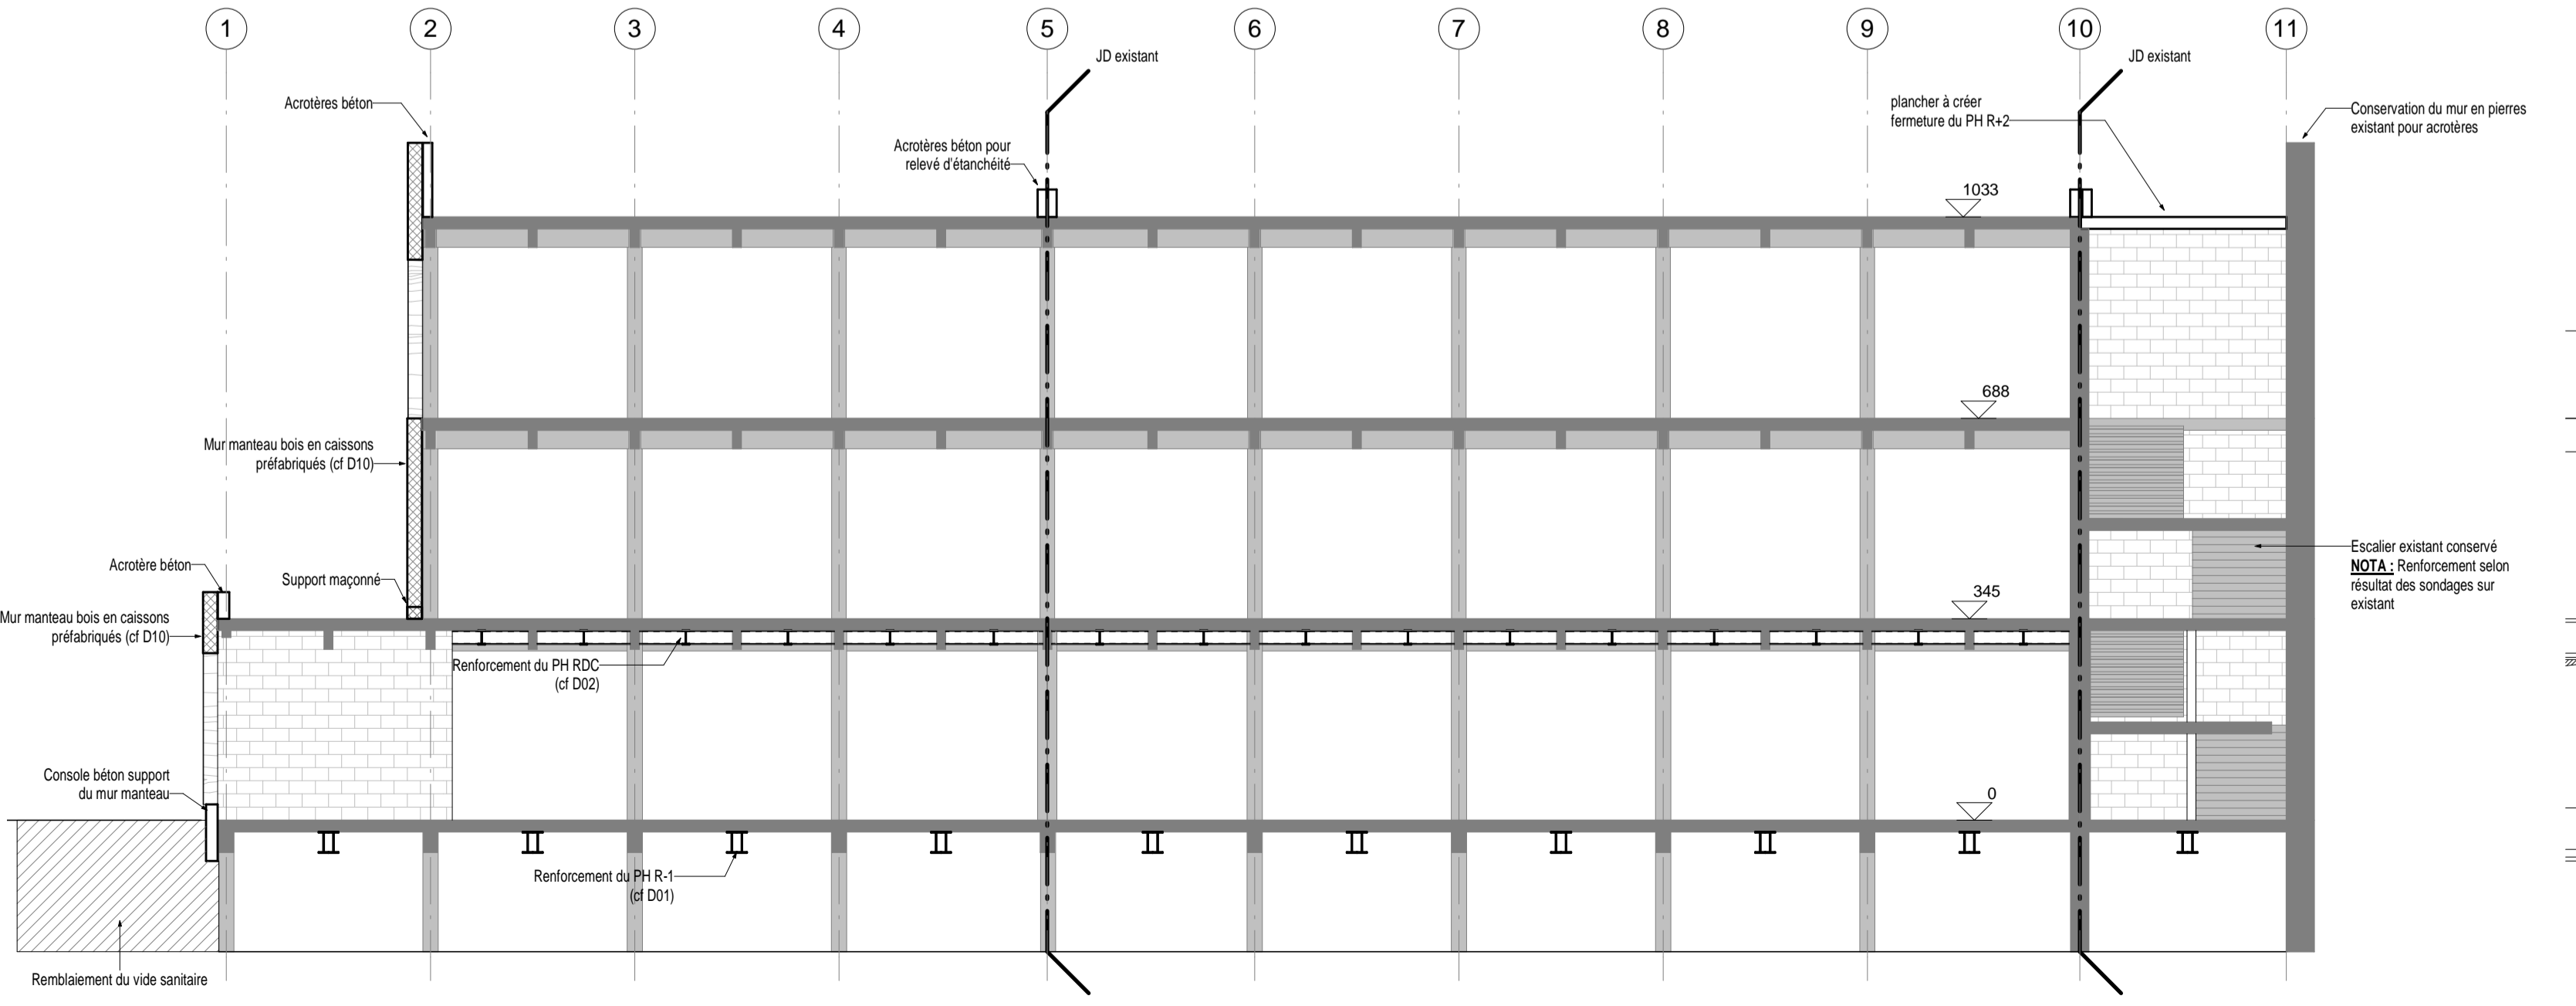 1
2
3
4
5
6
7
8
9
10
11
JD existant
JD existant
Acrotères béton
plancher à créer
fermeture du PH R+2
Conservation du mur en pierres
existant pour acrotères
Acrotères béton pour
relevé d'étanchéité
1033
688
Mur manteau bois en caissons
préfabriqués (cf D10)
Escalier existant conservé
NOTA : Renforcement selon
résultat des sondages sur
existant
Acrotère béton
Support maçonné
345
Mur manteau bois en caissons
préfabriqués (cf D10)
Renforcement du PH RDC
(cf D02)
Console béton support
du mur manteau
0
Renforcement du PH R-1
(cf D01)
Remblaiement du vide sanitaire